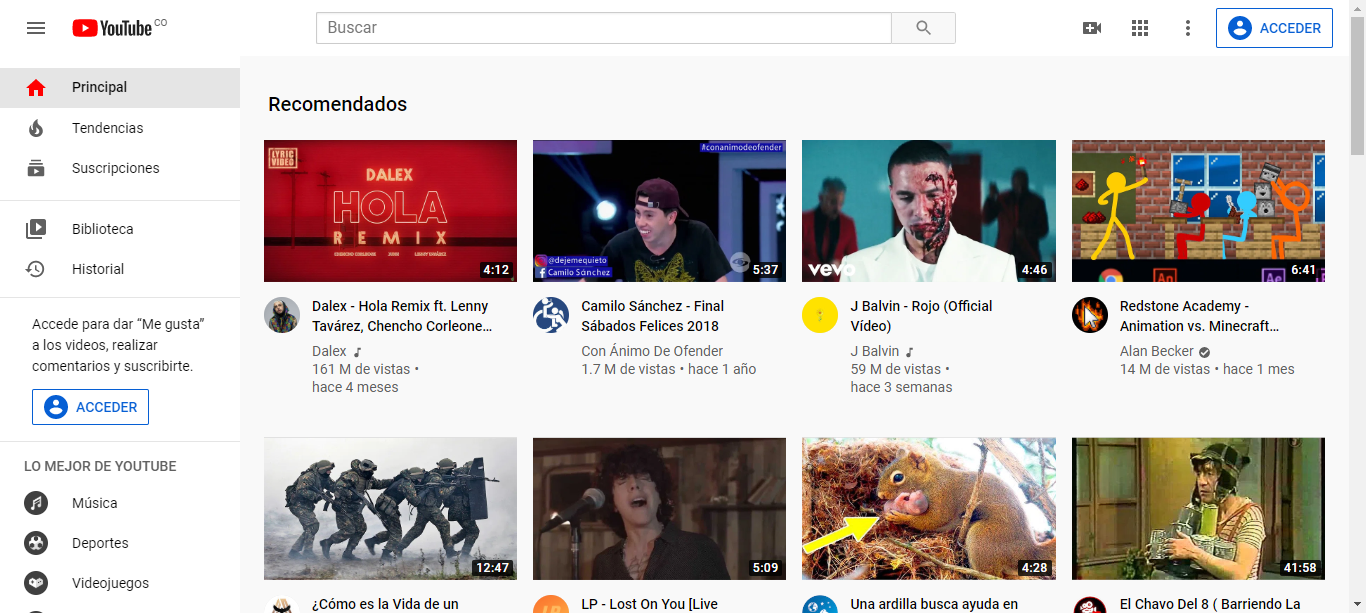 YouTube CO
Buscar
ACCEDER
Principal
Tendencias
Suscripciones
Biblioteca
Historial
Accede para dar “Me gusta”
a los videos, realizar
comentarios y suscribirte.
ACCEDER
LO MEJOR DE YOUTUBE
Música
Deportes
Videojuegos
Recomendados
LYRIC
VIDEO
DALEX
HOLA
REMIX
CHENCHO CORLEONE
LENNY TAVÁREZ
4:12
Dalex - Hola Remix ft. Lenny
Tavárez, Chencho Corleone...
Dalex
161 M de vistas •
hace 4 meses
#conanimodeofender
@dejemequieto
Camilo Sánchez
5:37
Camilo Sánchez - Final
Sábados Felices 2018
Con Ánimo De Ofender
1.7 M de vistas • hace 1 año
vevo
4:46
J Balvin - Rojo (Official
Vídeo)
J Balvin
59 M de vistas •
hace 3 semanas
An
Ae
6:41
Redstone Academy -
Animation vs. Minecraft...
Alan Becker
14 M de vistas • hace 1 mes
12:47
¿Cómo es la Vida de un
5:09
LP - Lost On You [Live
4:28
Una ardilla busca ayuda en
41:58
El Chavo Del 8 ( Barriendo La